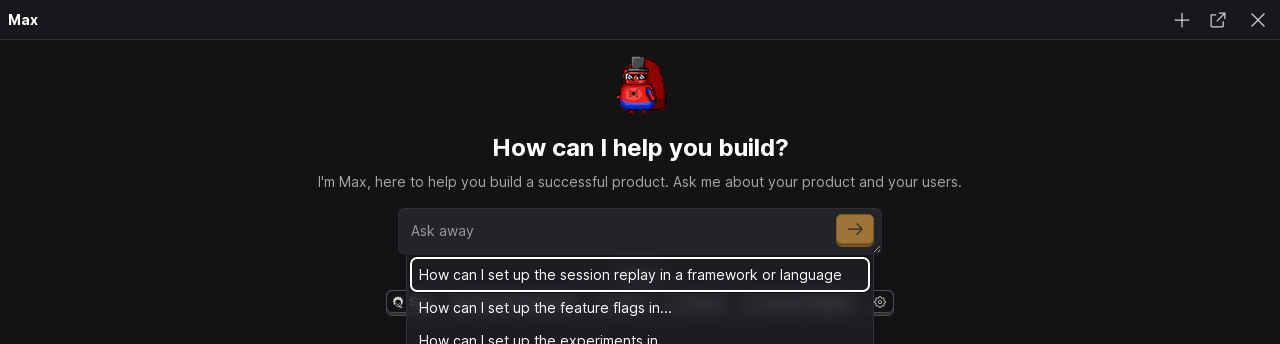 Max
How can I help you build?
I'm Max, here to help you build a successful product. Ask me about your product and your users.
Ask away
How can I set up the session replay in a framework or language
How can I set up the feature flags in…
How can I set up the experiments in